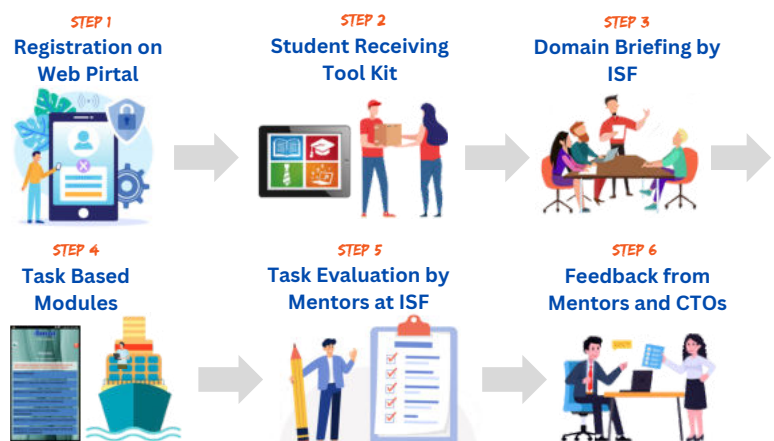 STEP 1
Registration on
Web Pirtal
STEP 2
Student Receiving
Tool Kit
STEP 3
Domain Briefing by
ISF
STEP 4
Task Based
Modules
STEP 5
Task Evaluation by
Mentors at ISF
STEP 6
Feedback from
Mentors and CTOs